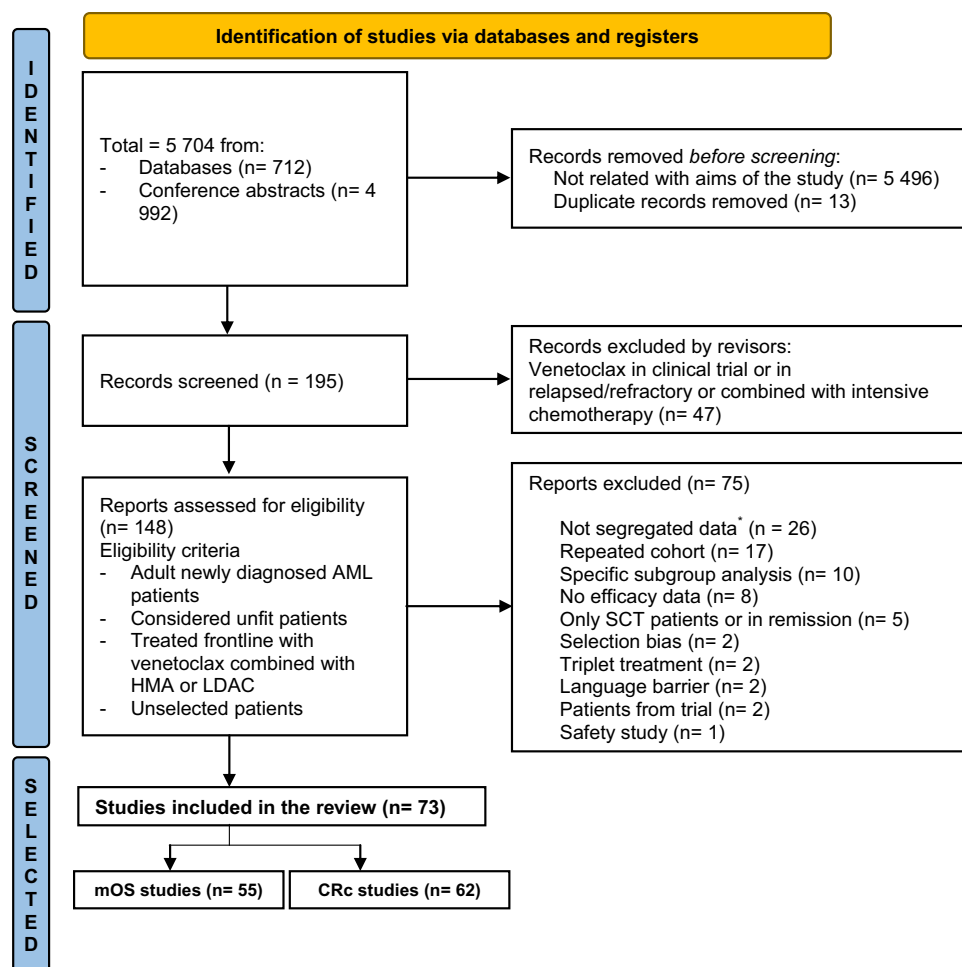 Identification of studies via databases and registers
IDENTIFIED
Total = 5 704 from:
- Databases (n= 712)
- Conference abstracts (n= 4
992)
Records removed before screening:
Not related with aims of the study (n= 5 496)
Duplicate records removed (n= 13)
SCREENED
Records screened (n = 195)
Records excluded by revisors:
Venetoclax in clinical trial or in
relapsed/refractory or combined with intensive
chemotherapy (n= 47)
Reports assessed for eligibility
(n= 148)
Eligibility criteria
- Adult newly diagnosed AML
patients
- Considered unfit patients
- Treated frontline with
venetoclax combined with
HMA or LDAC
- Unselected patients
Reports excluded (n= 75)
Not segregated data* (n = 26)
Repeated cohort (n= 17)
Specific subgroup analysis (n= 10)
No efficacy data (n= 8)
Only SCT patients or in remission (n= 5)
Selection bias (n= 2)
Triplet treatment (n= 2)
Language barrier (n= 2)
Patients from trial (n= 2)
Safety study (n= 1)
SELECTED
Studies included in the review (n= 73)
mOS studies (n= 55)
CRc studies (n= 62)